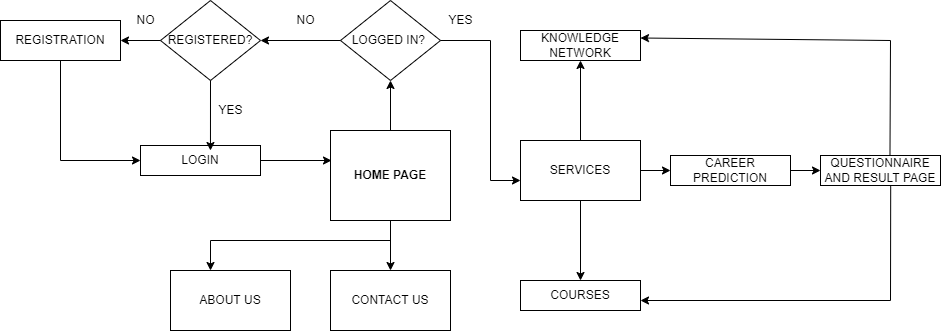 NO
NO
YES
REGISTRATION
REGISTERED?
LOGGED IN?
KNOWLEDGE
NETWORK
YES
LOGIN
HOME PAGE
SERVICES
CAREER
PREDICTION
QUESTIONNAIRE
AND RESULT PAGE
ABOUT US
CONTACT US
COURSES